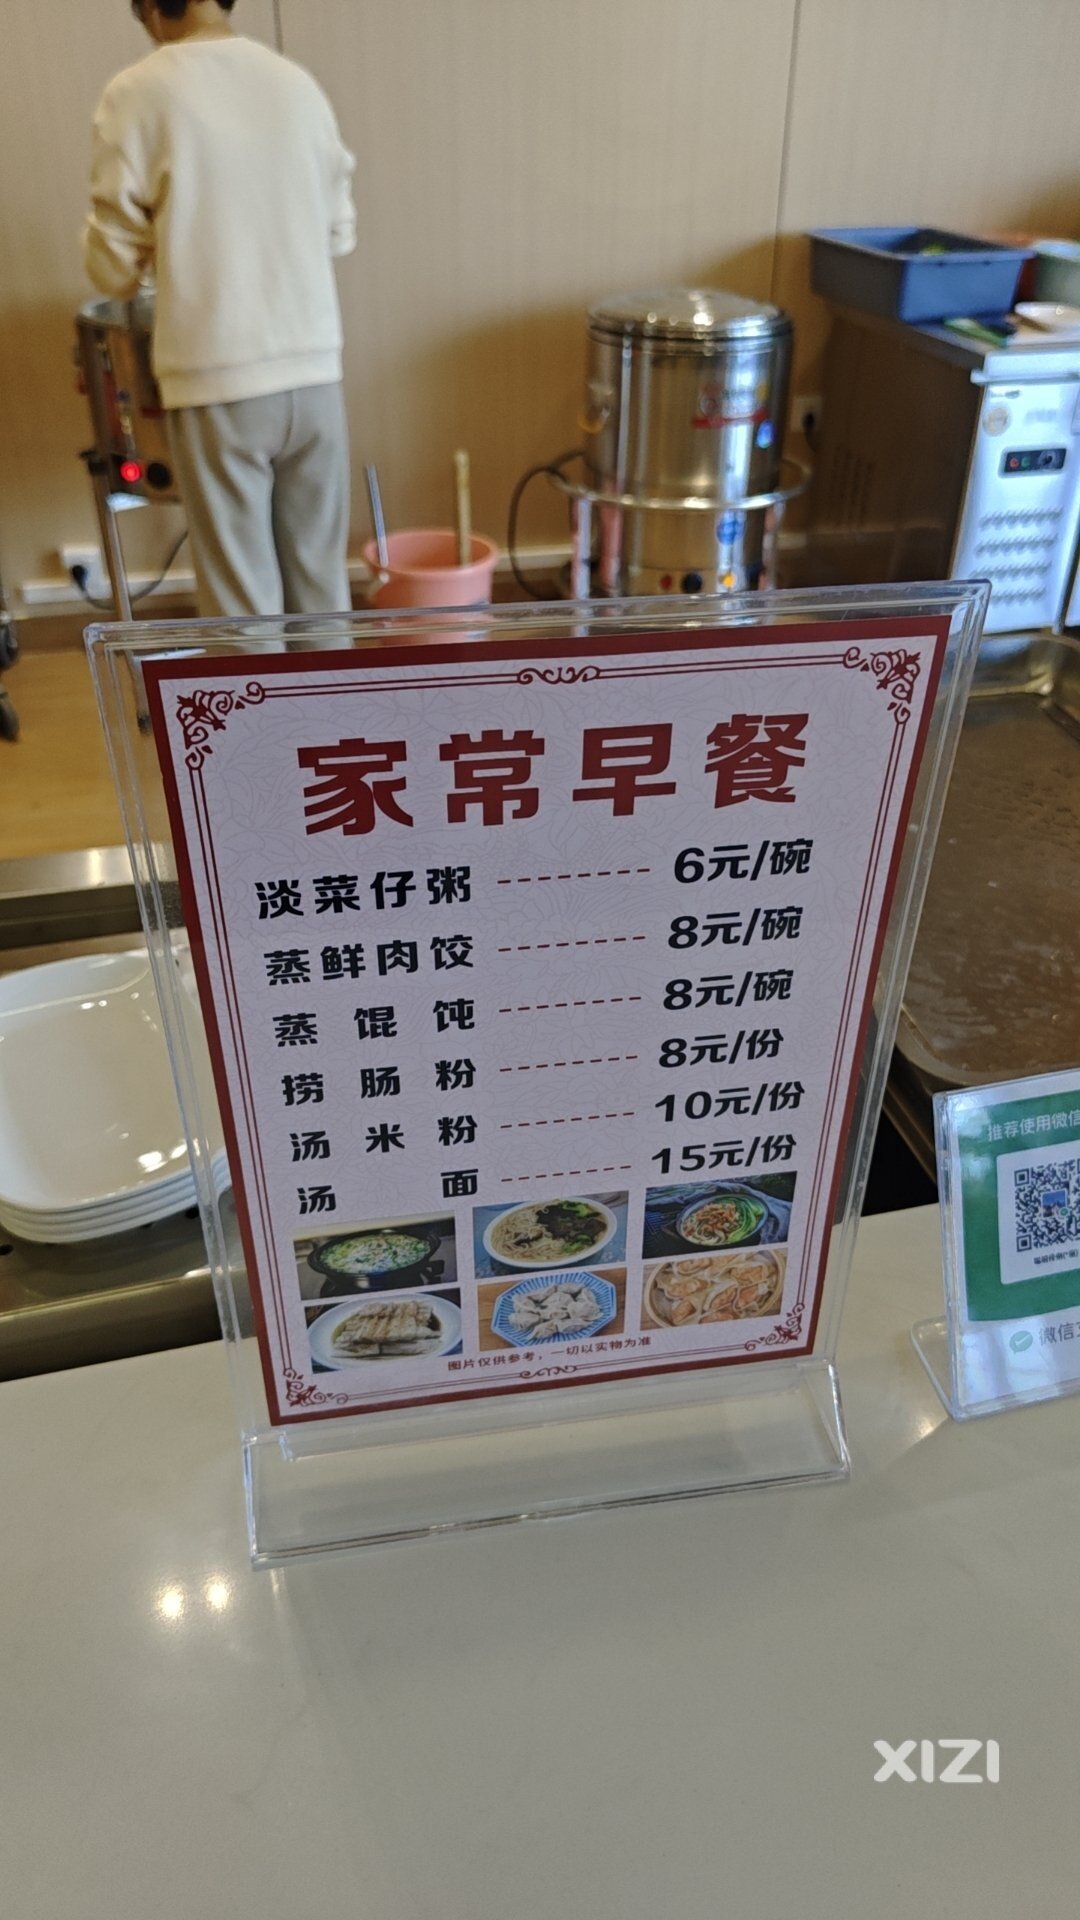 家常早餐
淡菜仔粥 -------- 6元/碗
蒸鲜肉饺 -------- 8元/碗
蒸馄饨 -------- 8元/碗
捞肠粉 -------- 8元/份
汤米粉 -------- 10元/份
汤面 -------- 15元/份
图片仅供参考，一切以实物为准
推荐使用微信
微信
XIZI